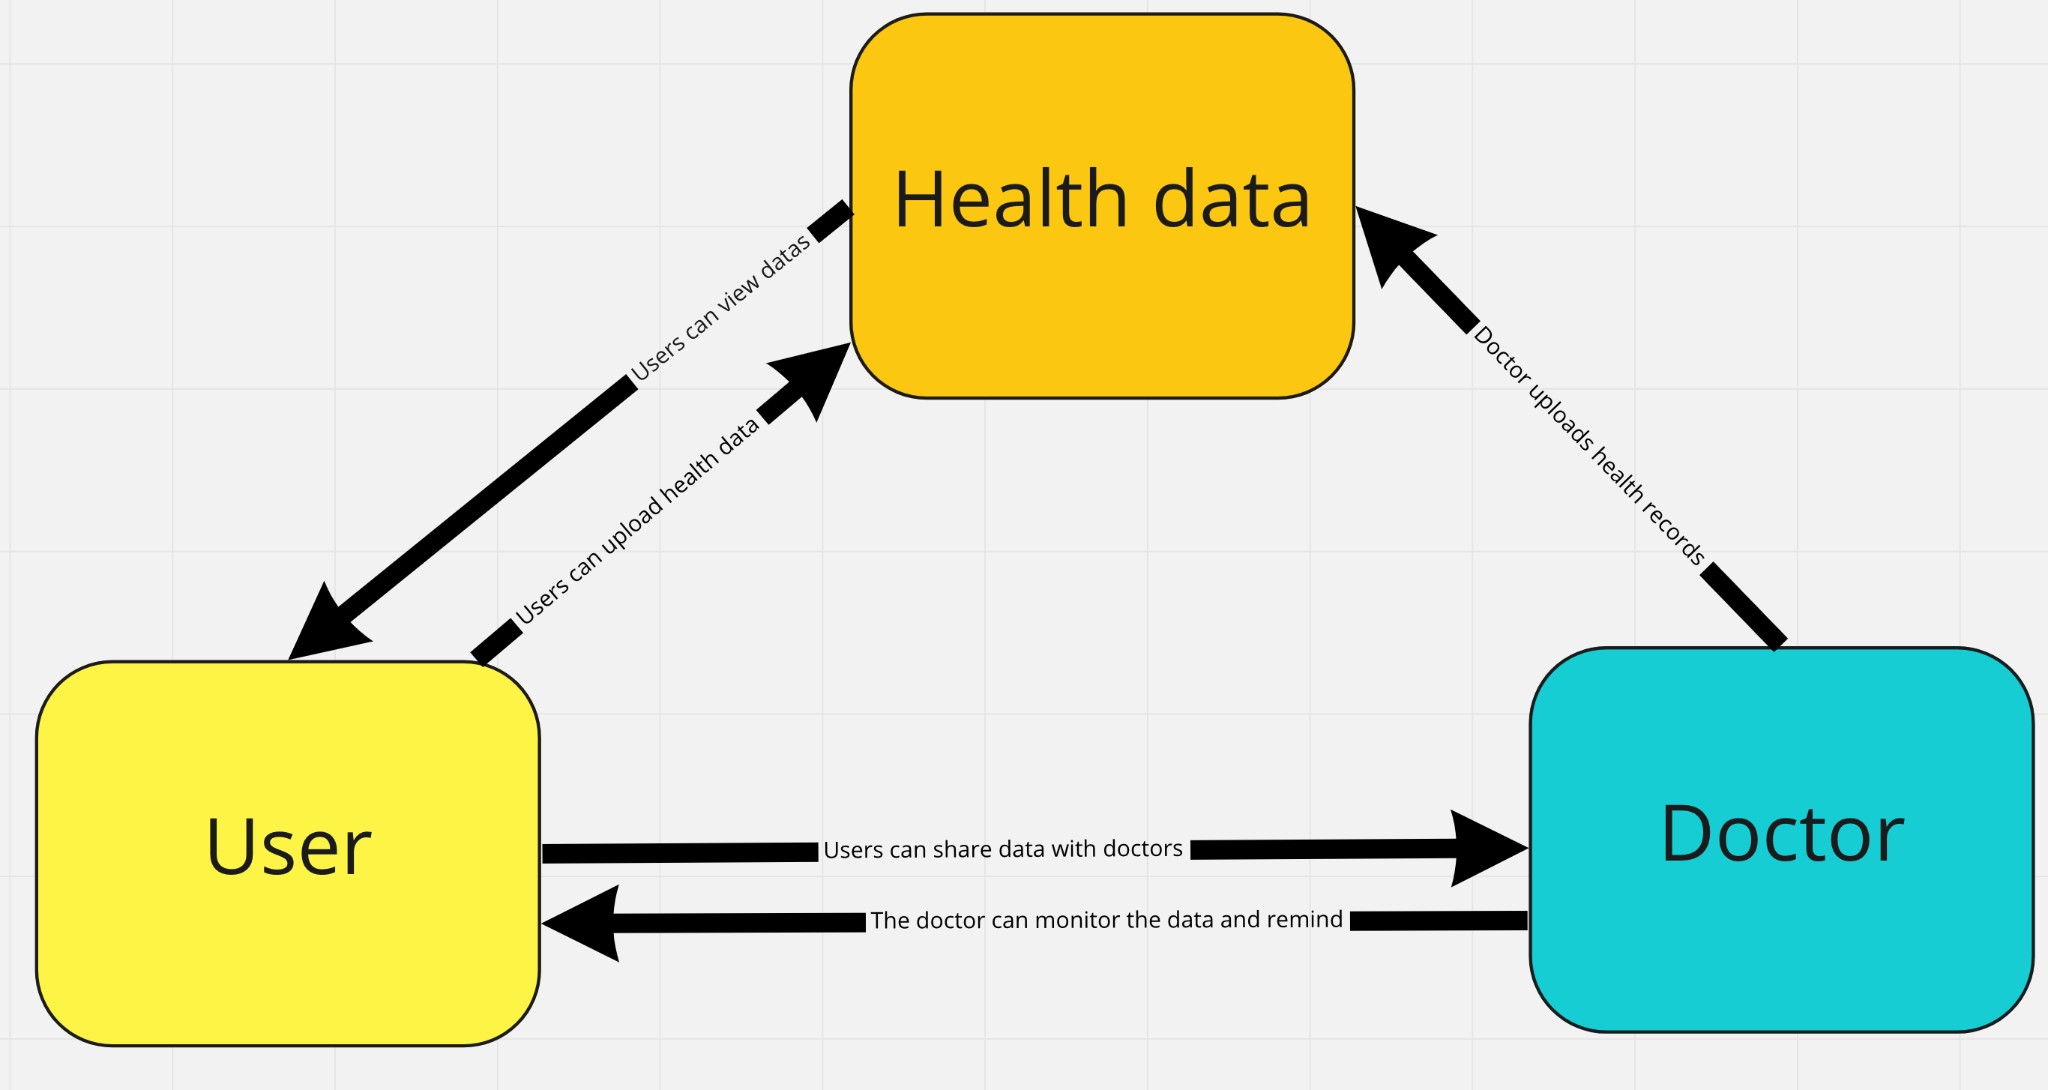 Health data
Users can view datas
Users can upload health data
Doctor uploads health records
User
Users can share data with doctors
The doctor can monitor the data and remind
Doctor